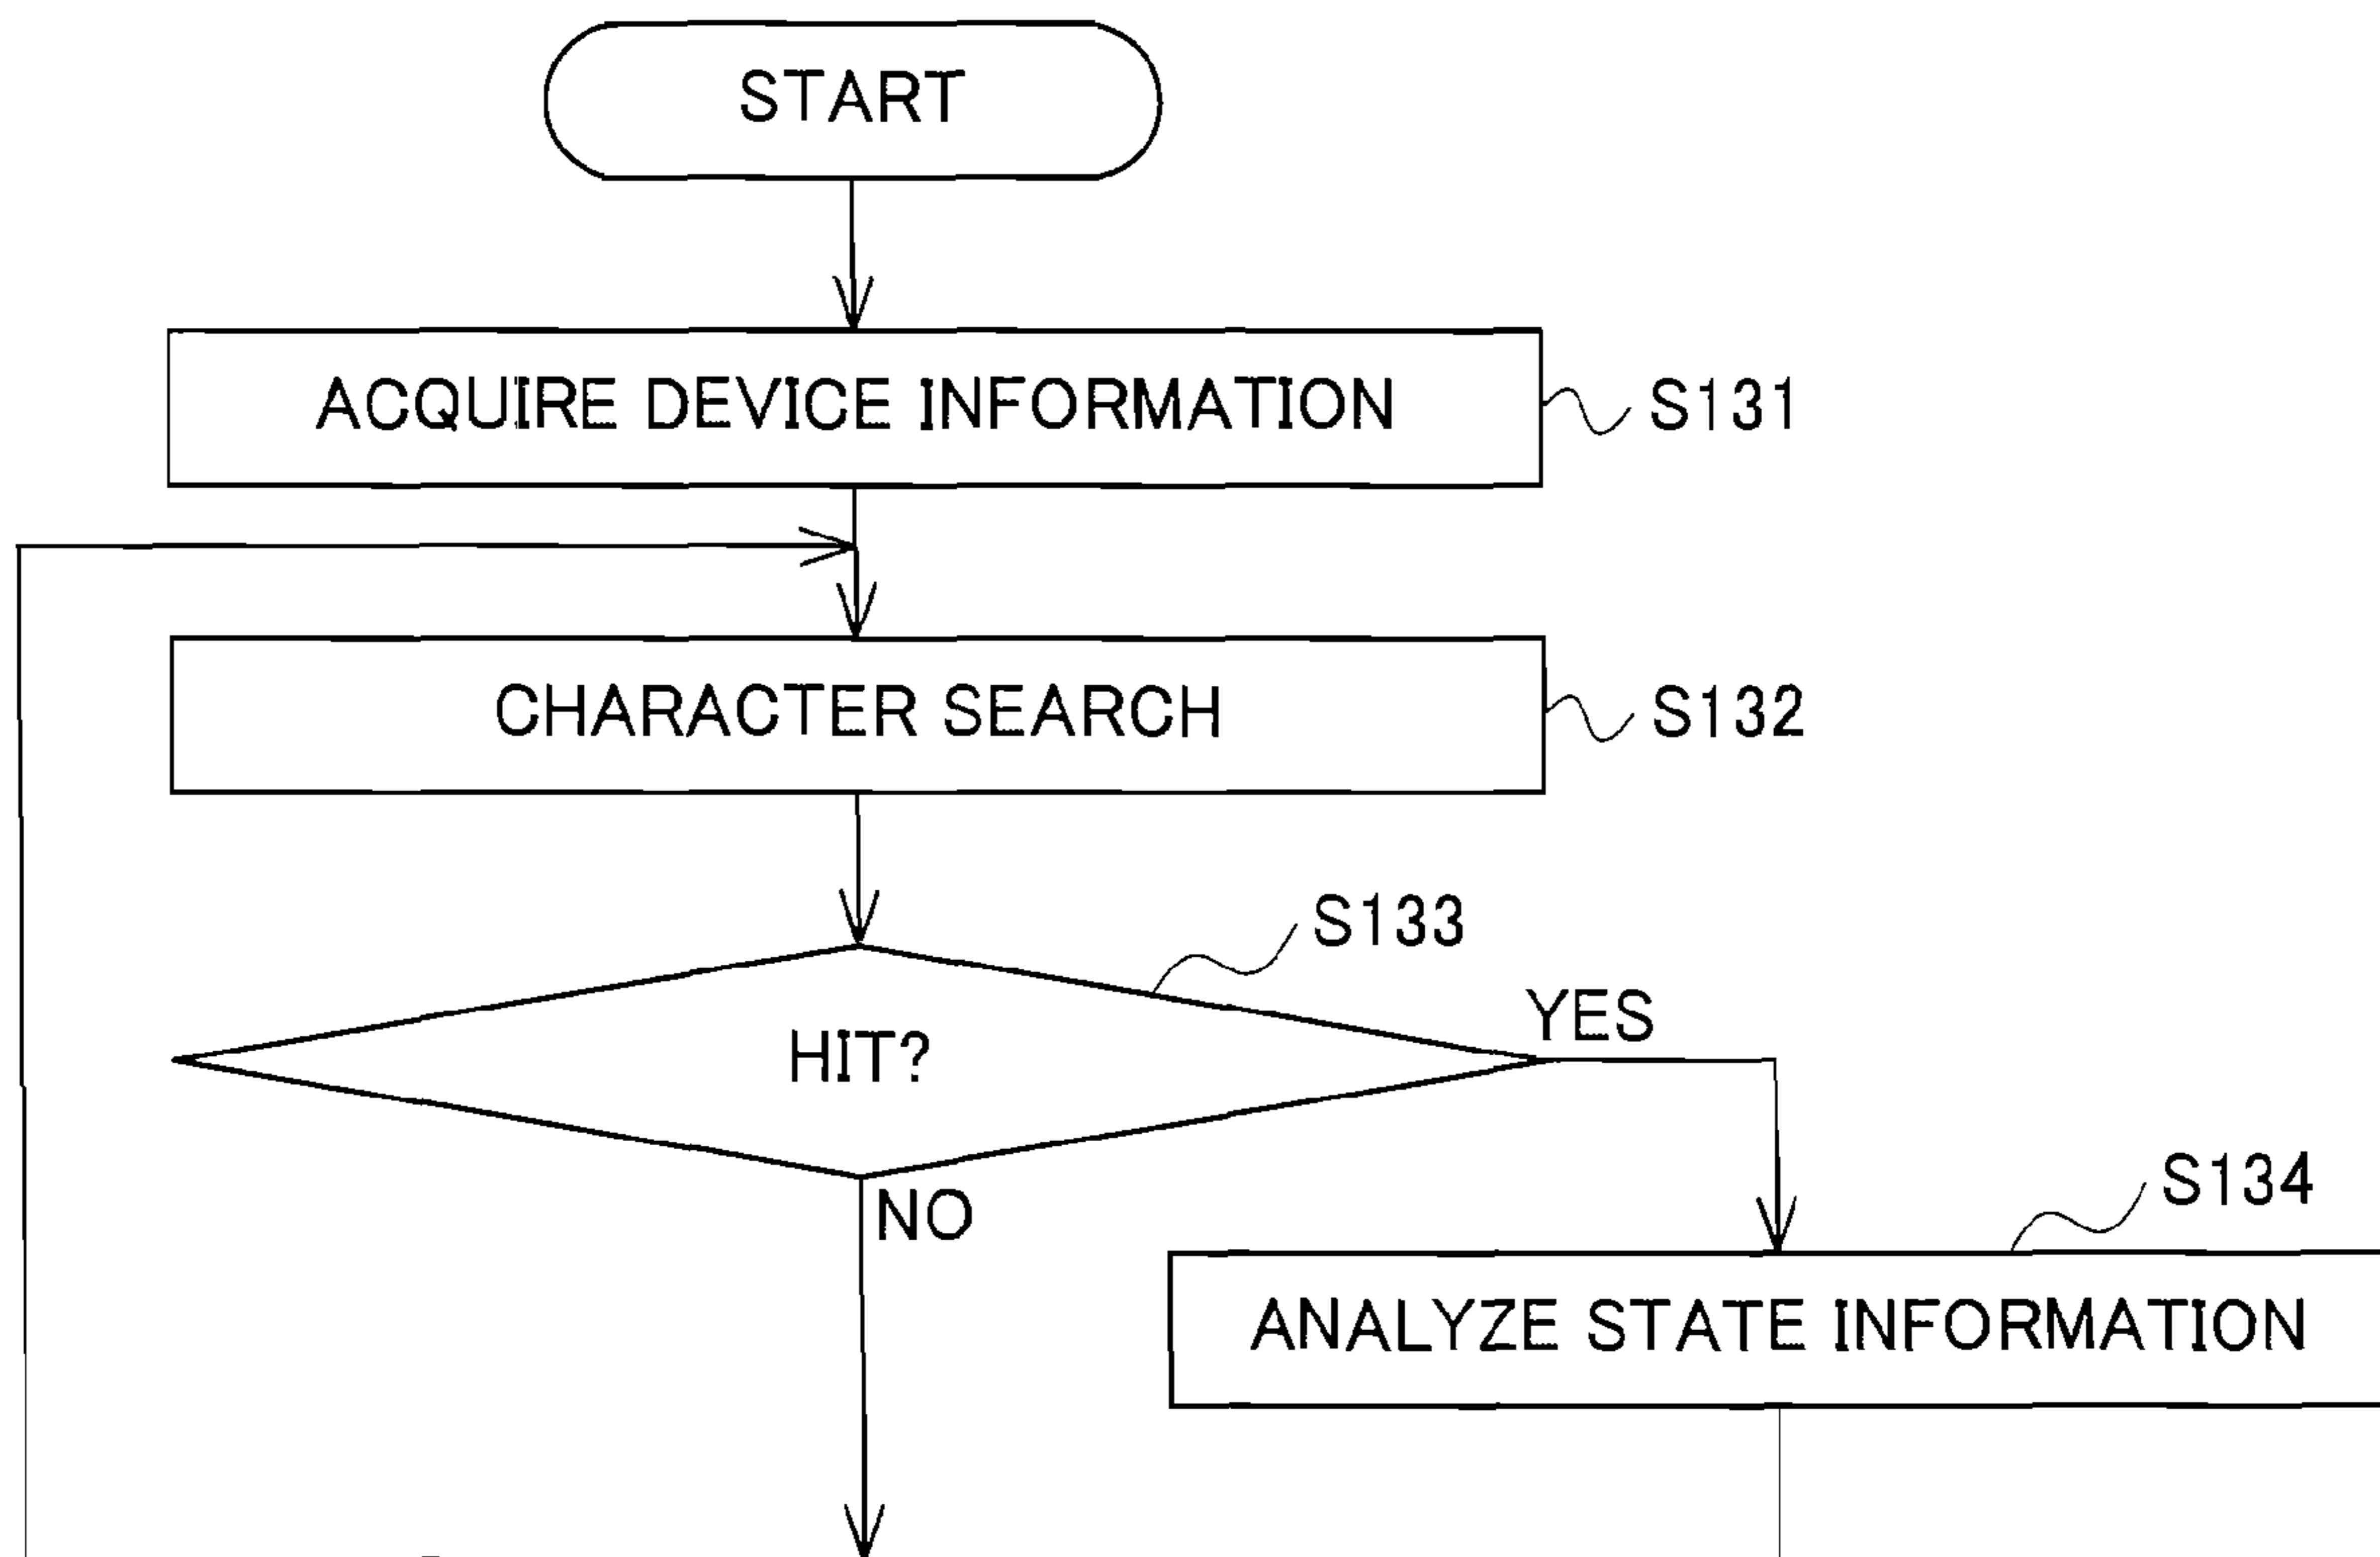 START
ACQUIRE DEVICE INFORMATION
S131
CHARACTER SEARCH
S132
S133
HIT?
YES
NO
S134
ANALYZE STATE INFORMATION